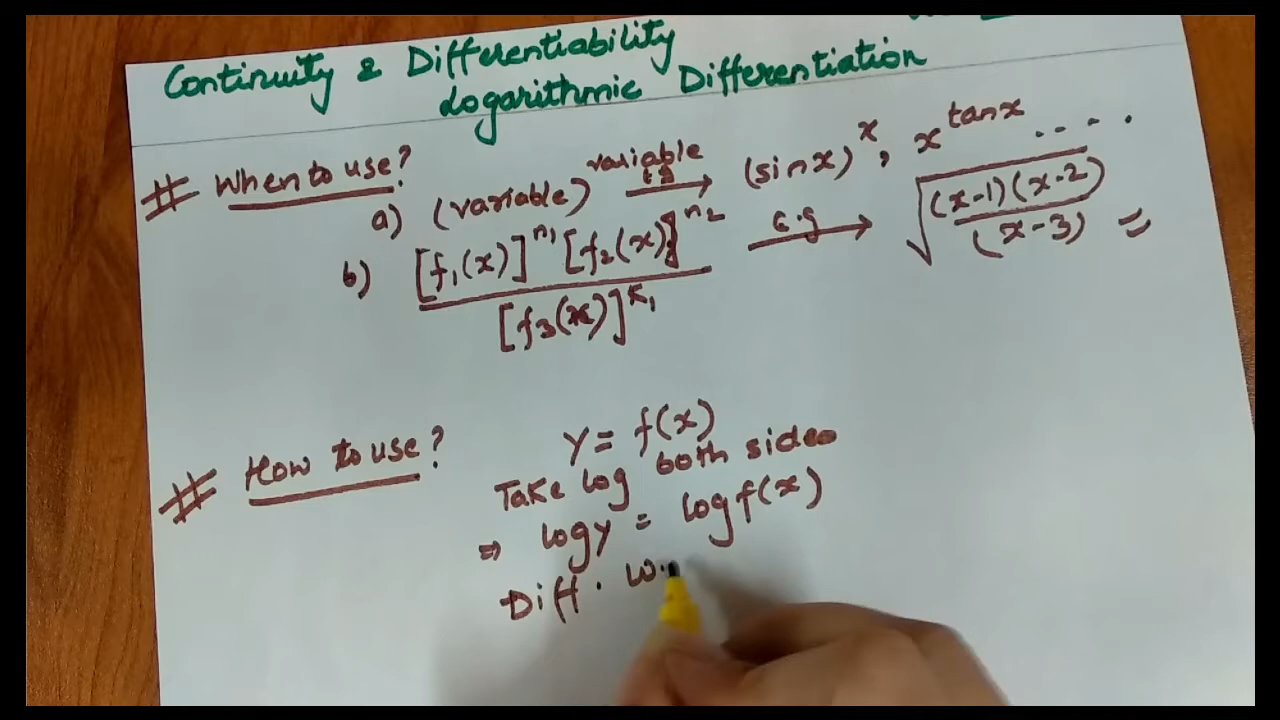 Continuity & Differentiability
Logarithmic Differentiation
# When to use?
a) (variable)^variable e.g → (sin x)^x, x^tan x ....
b) [f₁(x)]^n₁ [f₂(x)]^n₂ / [f₃(x)]^k₁ e.g → √((x-1)(x-2)/(x-3))
# How to use?
Y = f(x)
Take log both sides
⇒ log y = log f(x)
Diff. w.